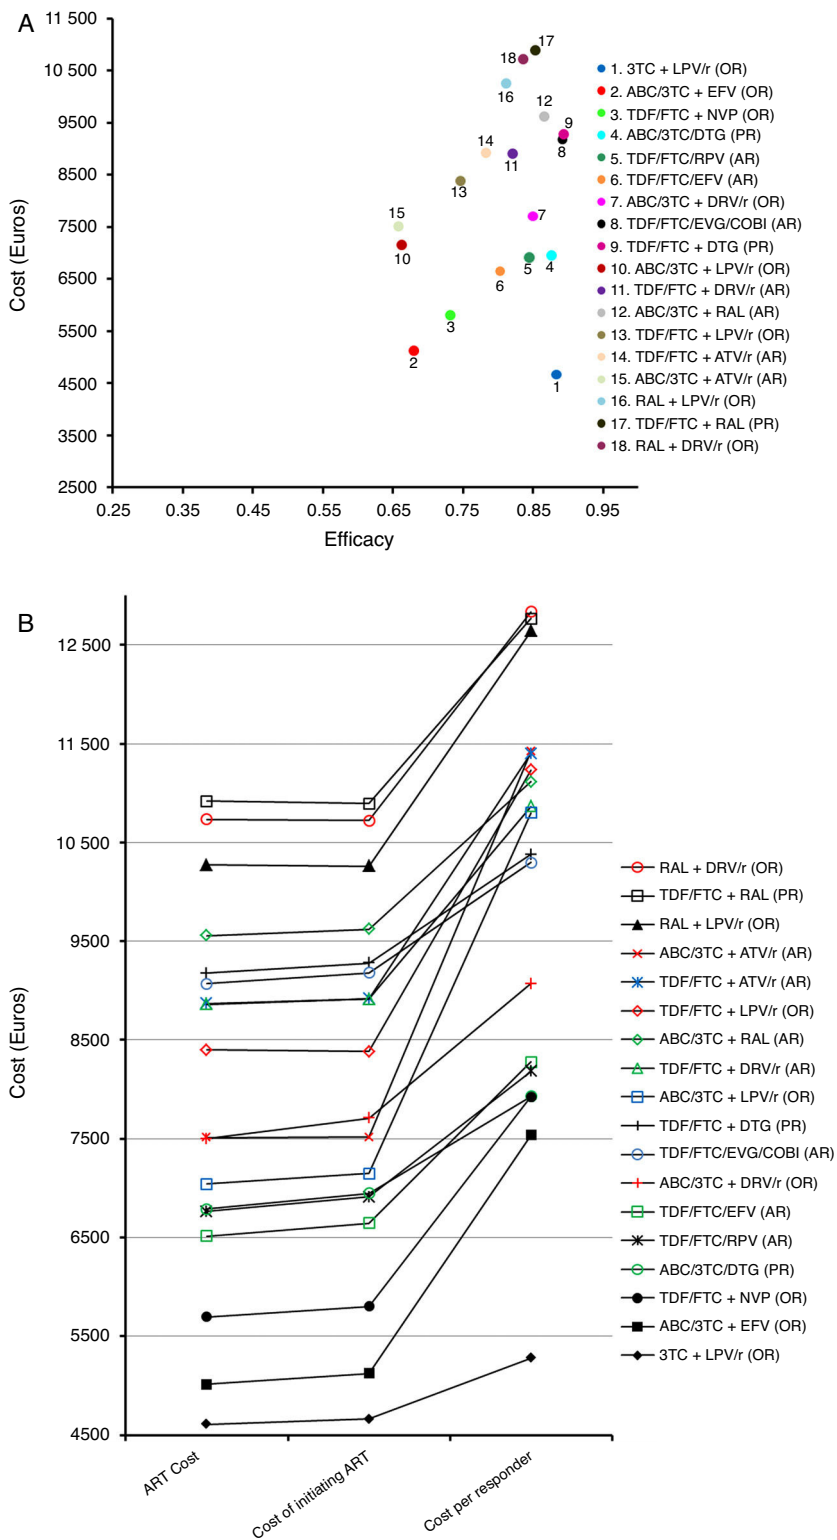 A
11 500
10 500
9500
8500
7500
6500
5500
4500
3500
2500
Cost (Euros)
0.25 0.35 0.45 0.55 0.65 0.75 0.85 0.95
Efficacy
17
18
16
12
9
8
14
11
13
15
10
7
5
4
6
3
2
1
1. 3TC + LPV/r (OR)
2. ABC/3TC + EFV (OR)
3. TDF/FTC + NVP (OR)
4. ABC/3TC/DTG (PR)
5. TDF/FTC/RPV (AR)
6. TDF/FTC/EFV (AR)
7. ABC/3TC + DRV/r (OR)
8. TDF/FTC/EVG/COBI (AR)
9. TDF/FTC + DTG (PR)
10. ABC/3TC + LPV/r (OR)
11. TDF/FTC + DRV/r (AR)
12. ABC/3TC + RAL (AR)
13. TDF/FTC + LPV/r (OR)
14. TDF/FTC + ATV/r (AR)
15. ABC/3TC + ATV/r (AR)
16. RAL + LPV/r (OR)
17. TDF/FTC + RAL (PR)
18. RAL + DRV/r (OR)
B
12 500
11 500
10 500
9500
8500
7500
6500
5500
4500
Cost (Euros)
ART Cost
Cost of initiating ART
Cost per responder
RAL + DRV/r (OR)
TDF/FTC + RAL (PR)
RAL + LPV/r (OR)
ABC/3TC + ATV/r (AR)
TDF/FTC + ATV/r (AR)
TDF/FTC + LPV/r (OR)
ABC/3TC + RAL (AR)
TDF/FTC + DRV/r (AR)
ABC/3TC + LPV/r (OR)
TDF/FTC + DTG (PR)
TDF/FTC/EVG/COBI (AR)
ABC/3TC + DRV/r (OR)
TDF/FTC/EFV (AR)
TDF/FTC/RPV (AR)
ABC/3TC/DTG (PR)
TDF/FTC + NVP (OR)
ABC/3TC + EFV (OR)
3TC + LPV/r (OR)